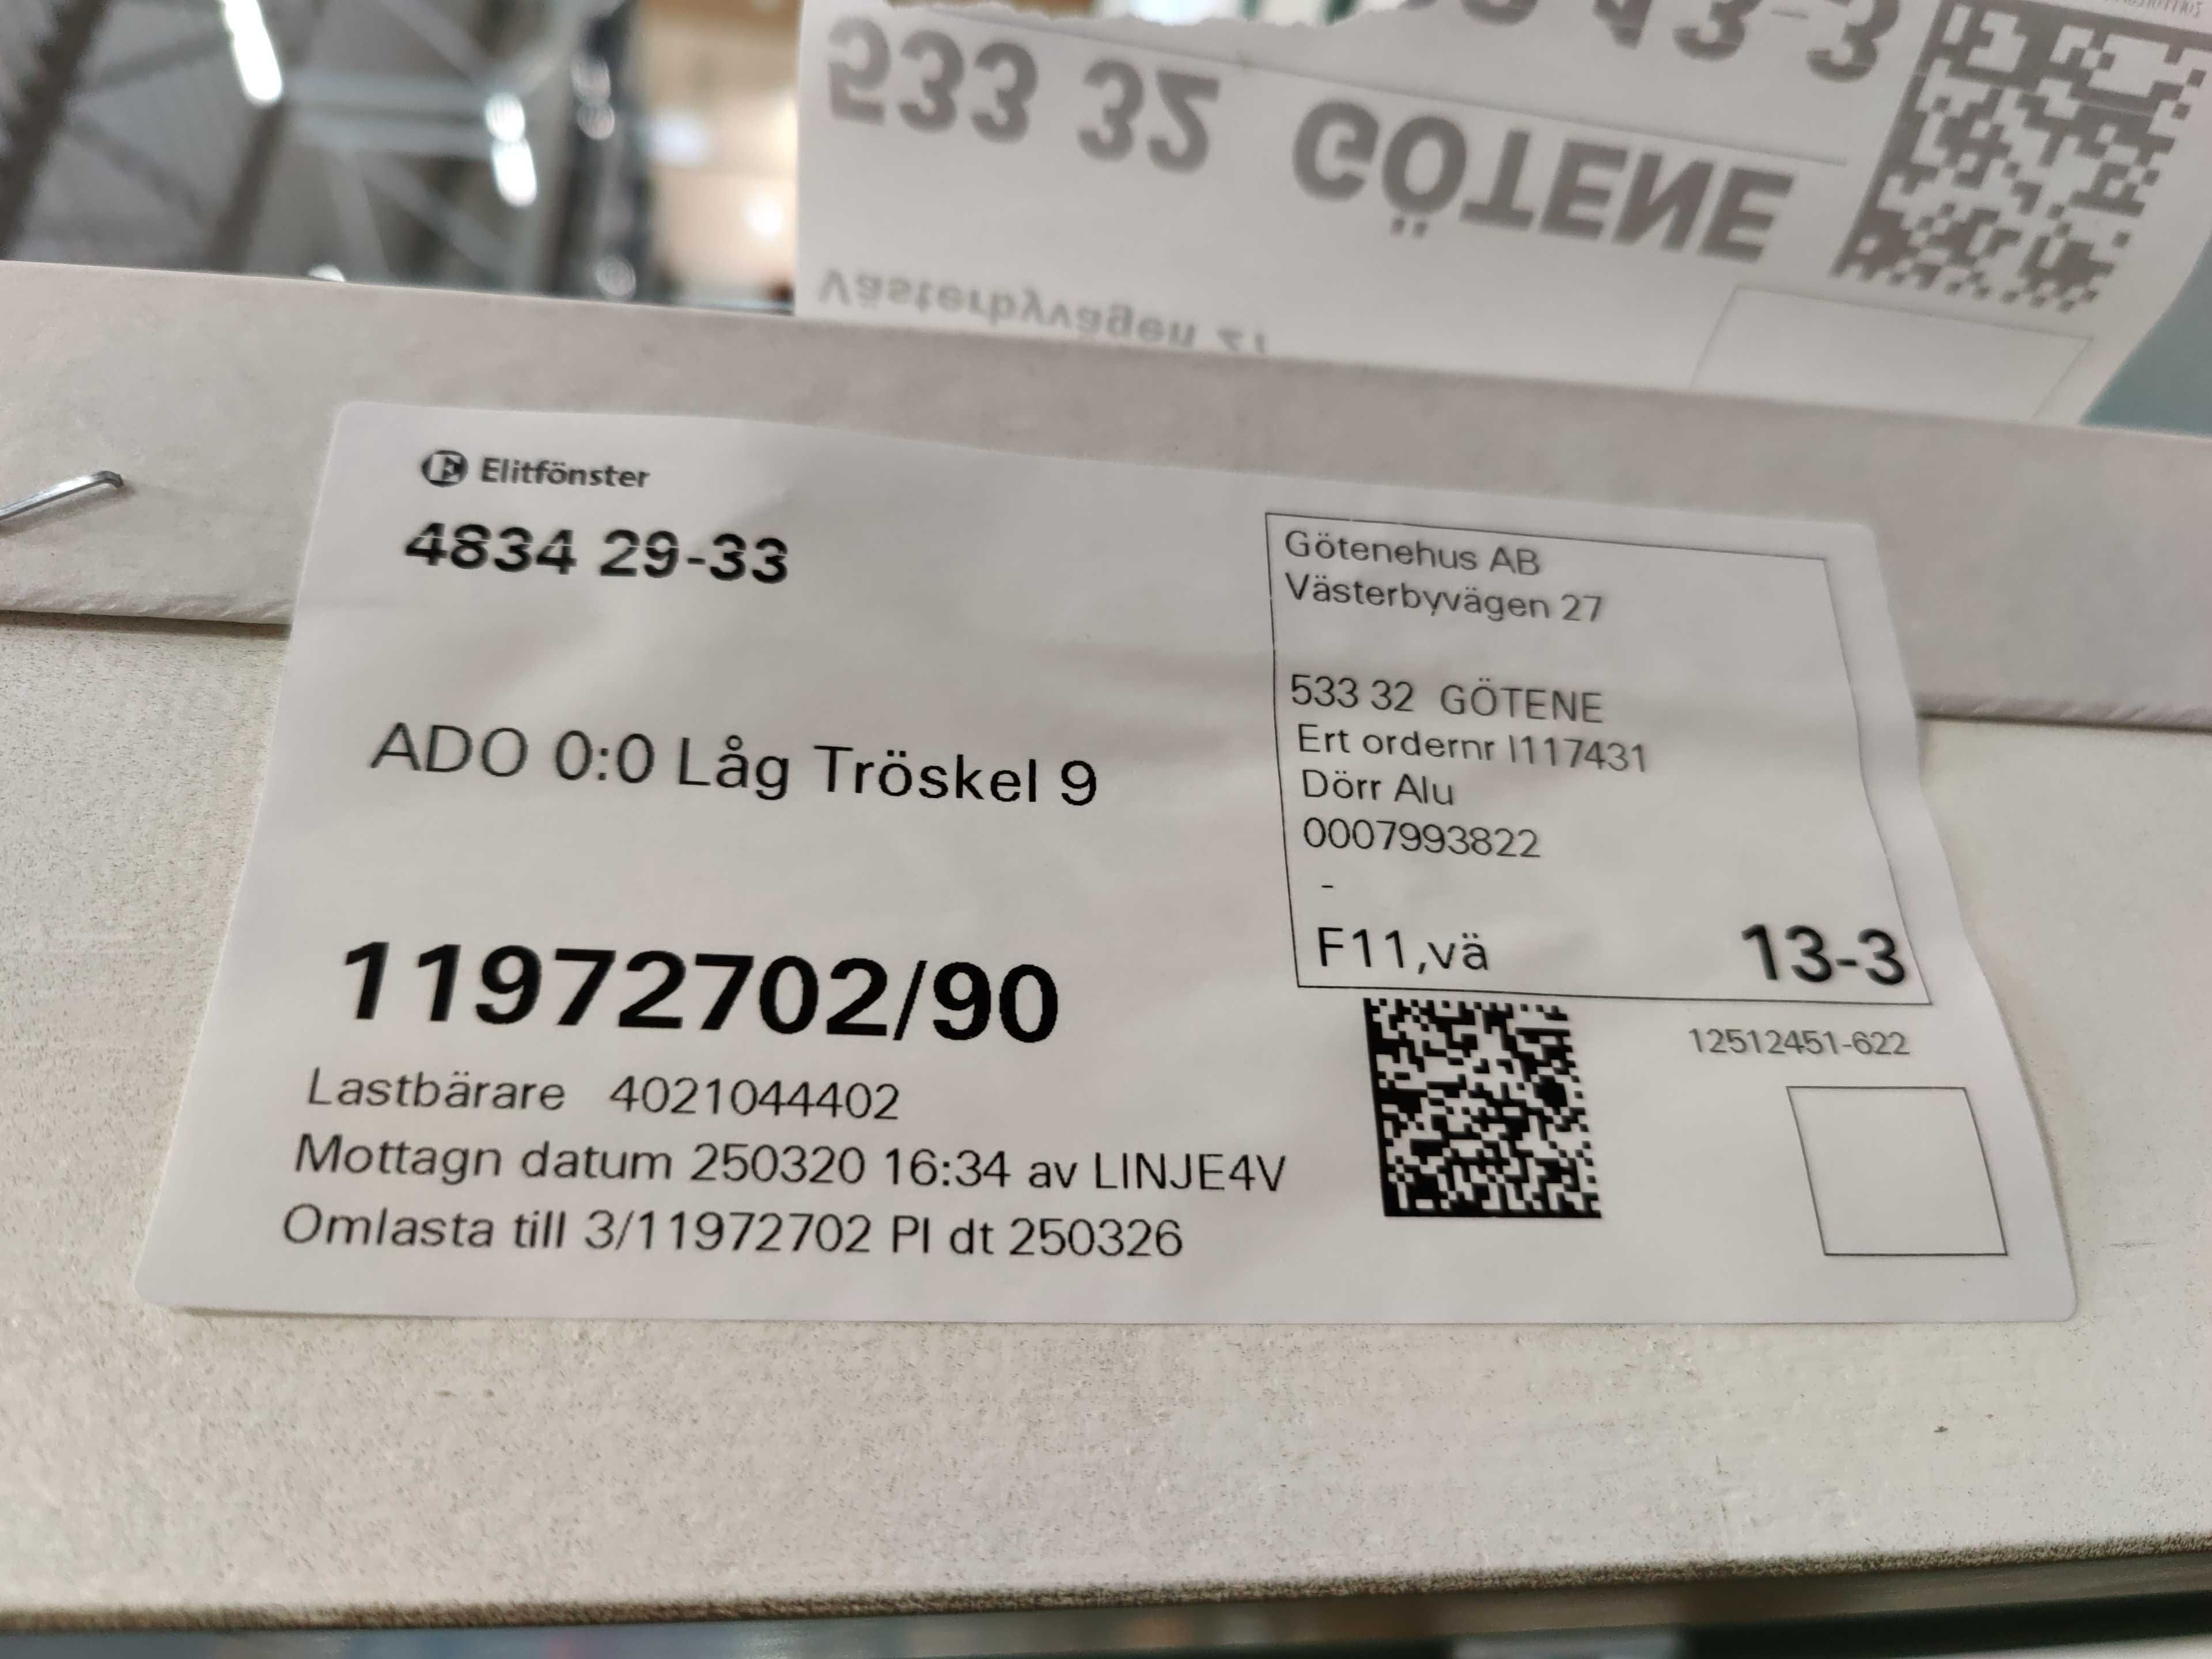 533 32 GÖTENE
Västerbyvägen 27
Elitfönster
4834 29-33
ADO 0:0 Låg Tröskel 9
11972702/90
Lastbärare 4021044402
Mottagn datum 250320 16:34 av LINJE4V
Omlasta till 3/11972702 Pl dt 250326
Götenehus AB
Västerbyvägen 27
533 32 GÖTENE
Ert ordernr I117431
Dörr Alu
0007993822
-
F11,vä 13-3
12512451-622